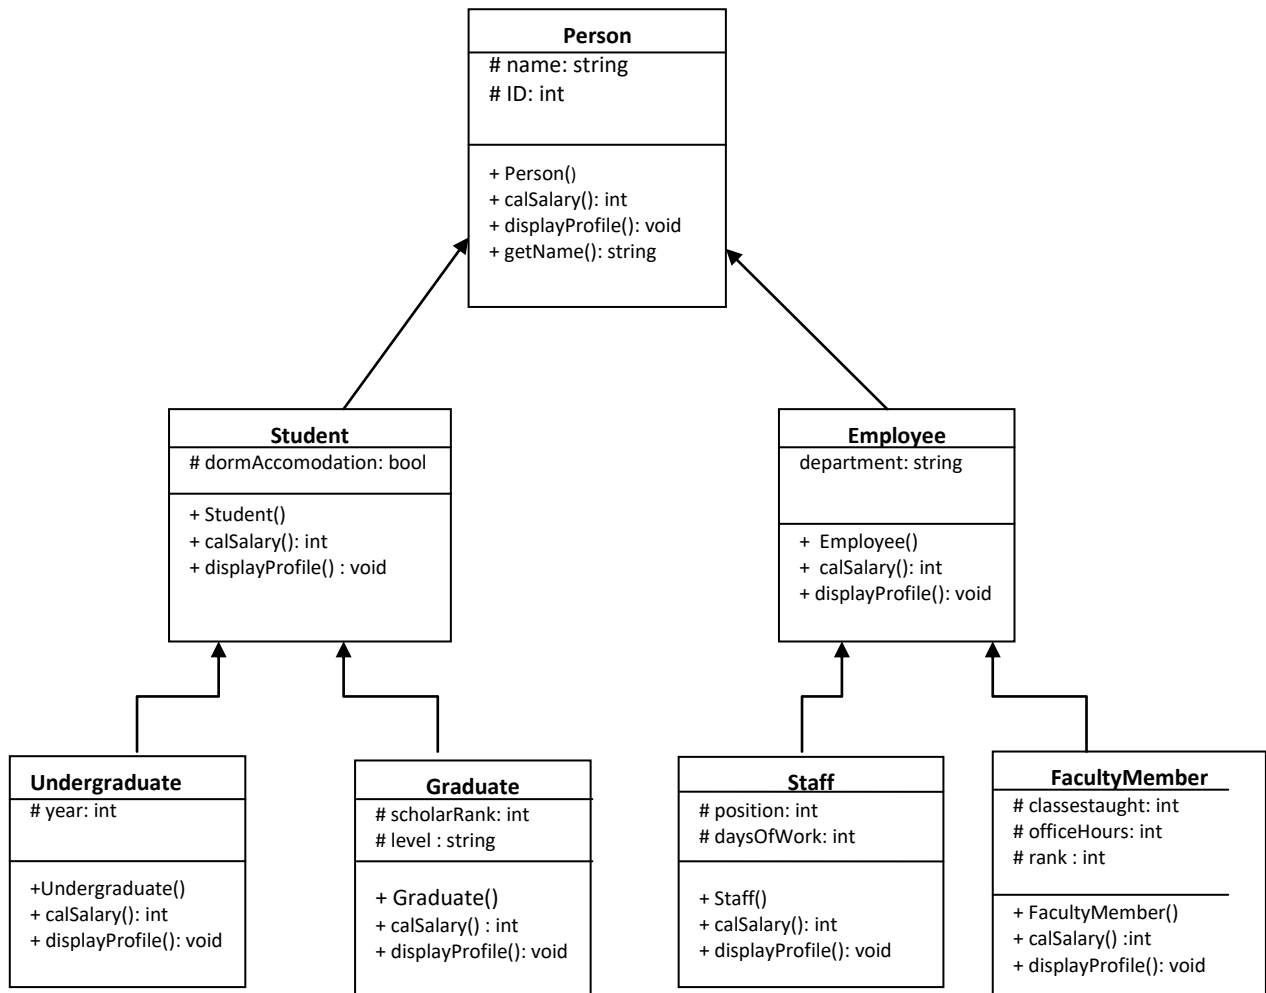 Person
# name: string
# ID: int
+ Person()
+ calSalary(): int
+ displayProfile(): void
+ getName(): string
Student
# dormAccomodation: bool
+ Student()
+ calSalary(): int
+ displayProfile() : void
Employee
department: string
+ Employee()
+ calSalary(): int
+ displayProfile(): void
Undergraduate
# year: int
+Undergraduate()
+ calSalary(): int
+ displayProfile(): void
Graduate
# scholarRank: int
# level : string
+ Graduate()
+ calSalary() : int
+ displayProfile(): void
Staff
# position: int
# daysOfWork: int
+ Staff()
+ calSalary(): int
+ displayProfile(): void
FacultyMember
# classestaught: int
# officeHours: int
# rank : int
+ FacultyMember()
+ calSalary() :int
+ displayProfile(): void